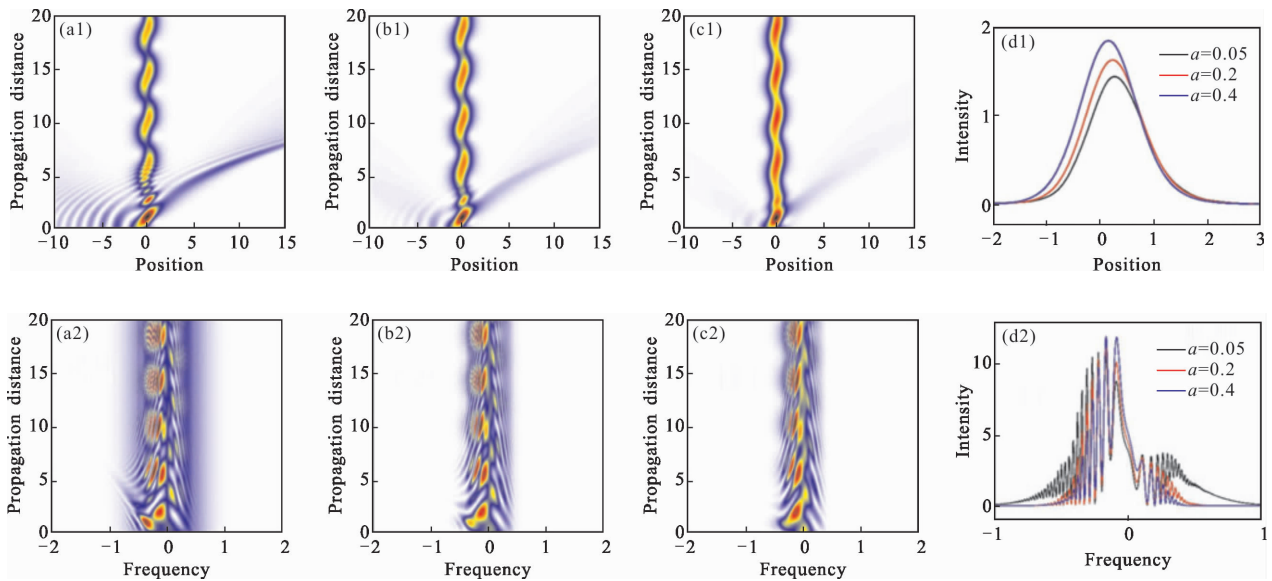 (a1)
Propagation distance
20
15
10
5
0
−10 −5 0 5 10 15
Position
(b1)
Propagation distance
20
15
10
5
0
−10 −5 0 5 10 15
Position
(c1)
Propagation distance
20
15
10
5
0
−10 −5 0 5 10 15
Position
(d1)
Intensity
2
1
0
a=0.05
a=0.2
a=0.4
−2 −1 0 1 2 3
Position
(a2)
Propagation distance
20
15
10
5
0
−2 −1 0 1 2
Frequency
(b2)
Propagation distance
20
15
10
5
0
−2 −1 0 1 2
Frequency
(c2)
Propagation distance
20
15
10
5
0
−2 −1 0 1 2
Frequency
(d2)
Intensity
10
5
0
a=0.05
a=0.2
a=0.4
−1 0 1
Frequency